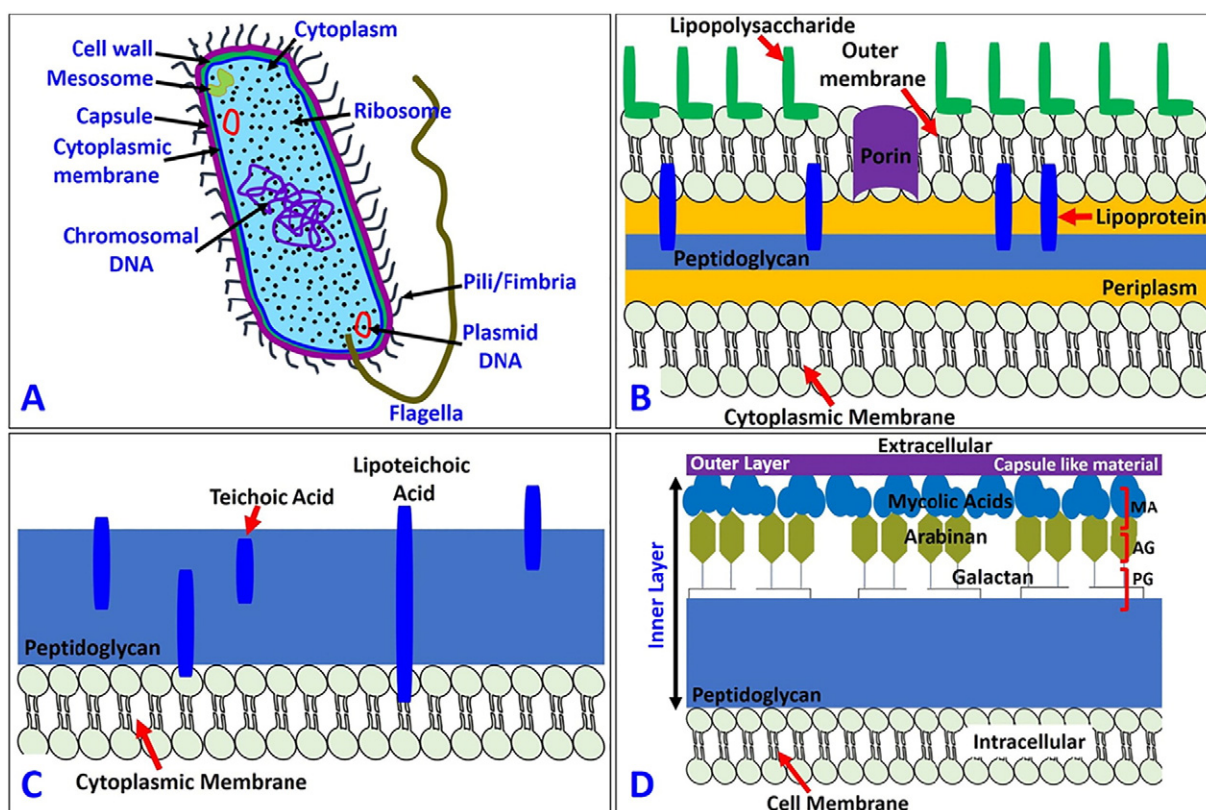 Cytoplasm
Cell wall
Mesosome
Capsule
Ribosome
Cytoplasmic
membrane
Chromosomal
DNA
Pili/Fimbria
Plasmid
DNA
Flagella
A
Lipopolysaccharide
Outer
membrane
Porin
Lipoprotein
Peptidoglycan
Periplasm
Cytoplasmic Membrane
B
Lipoteichoic
Acid
Teichoic Acid
Peptidoglycan
Cytoplasmic Membrane
C
Extracellular
Outer Layer
Capsule like material
Mycolic Acids
MA
Arabinan
AG
Galactan
PG
Inner Layer
Peptidoglycan
Intracellular
Cell Membrane
D